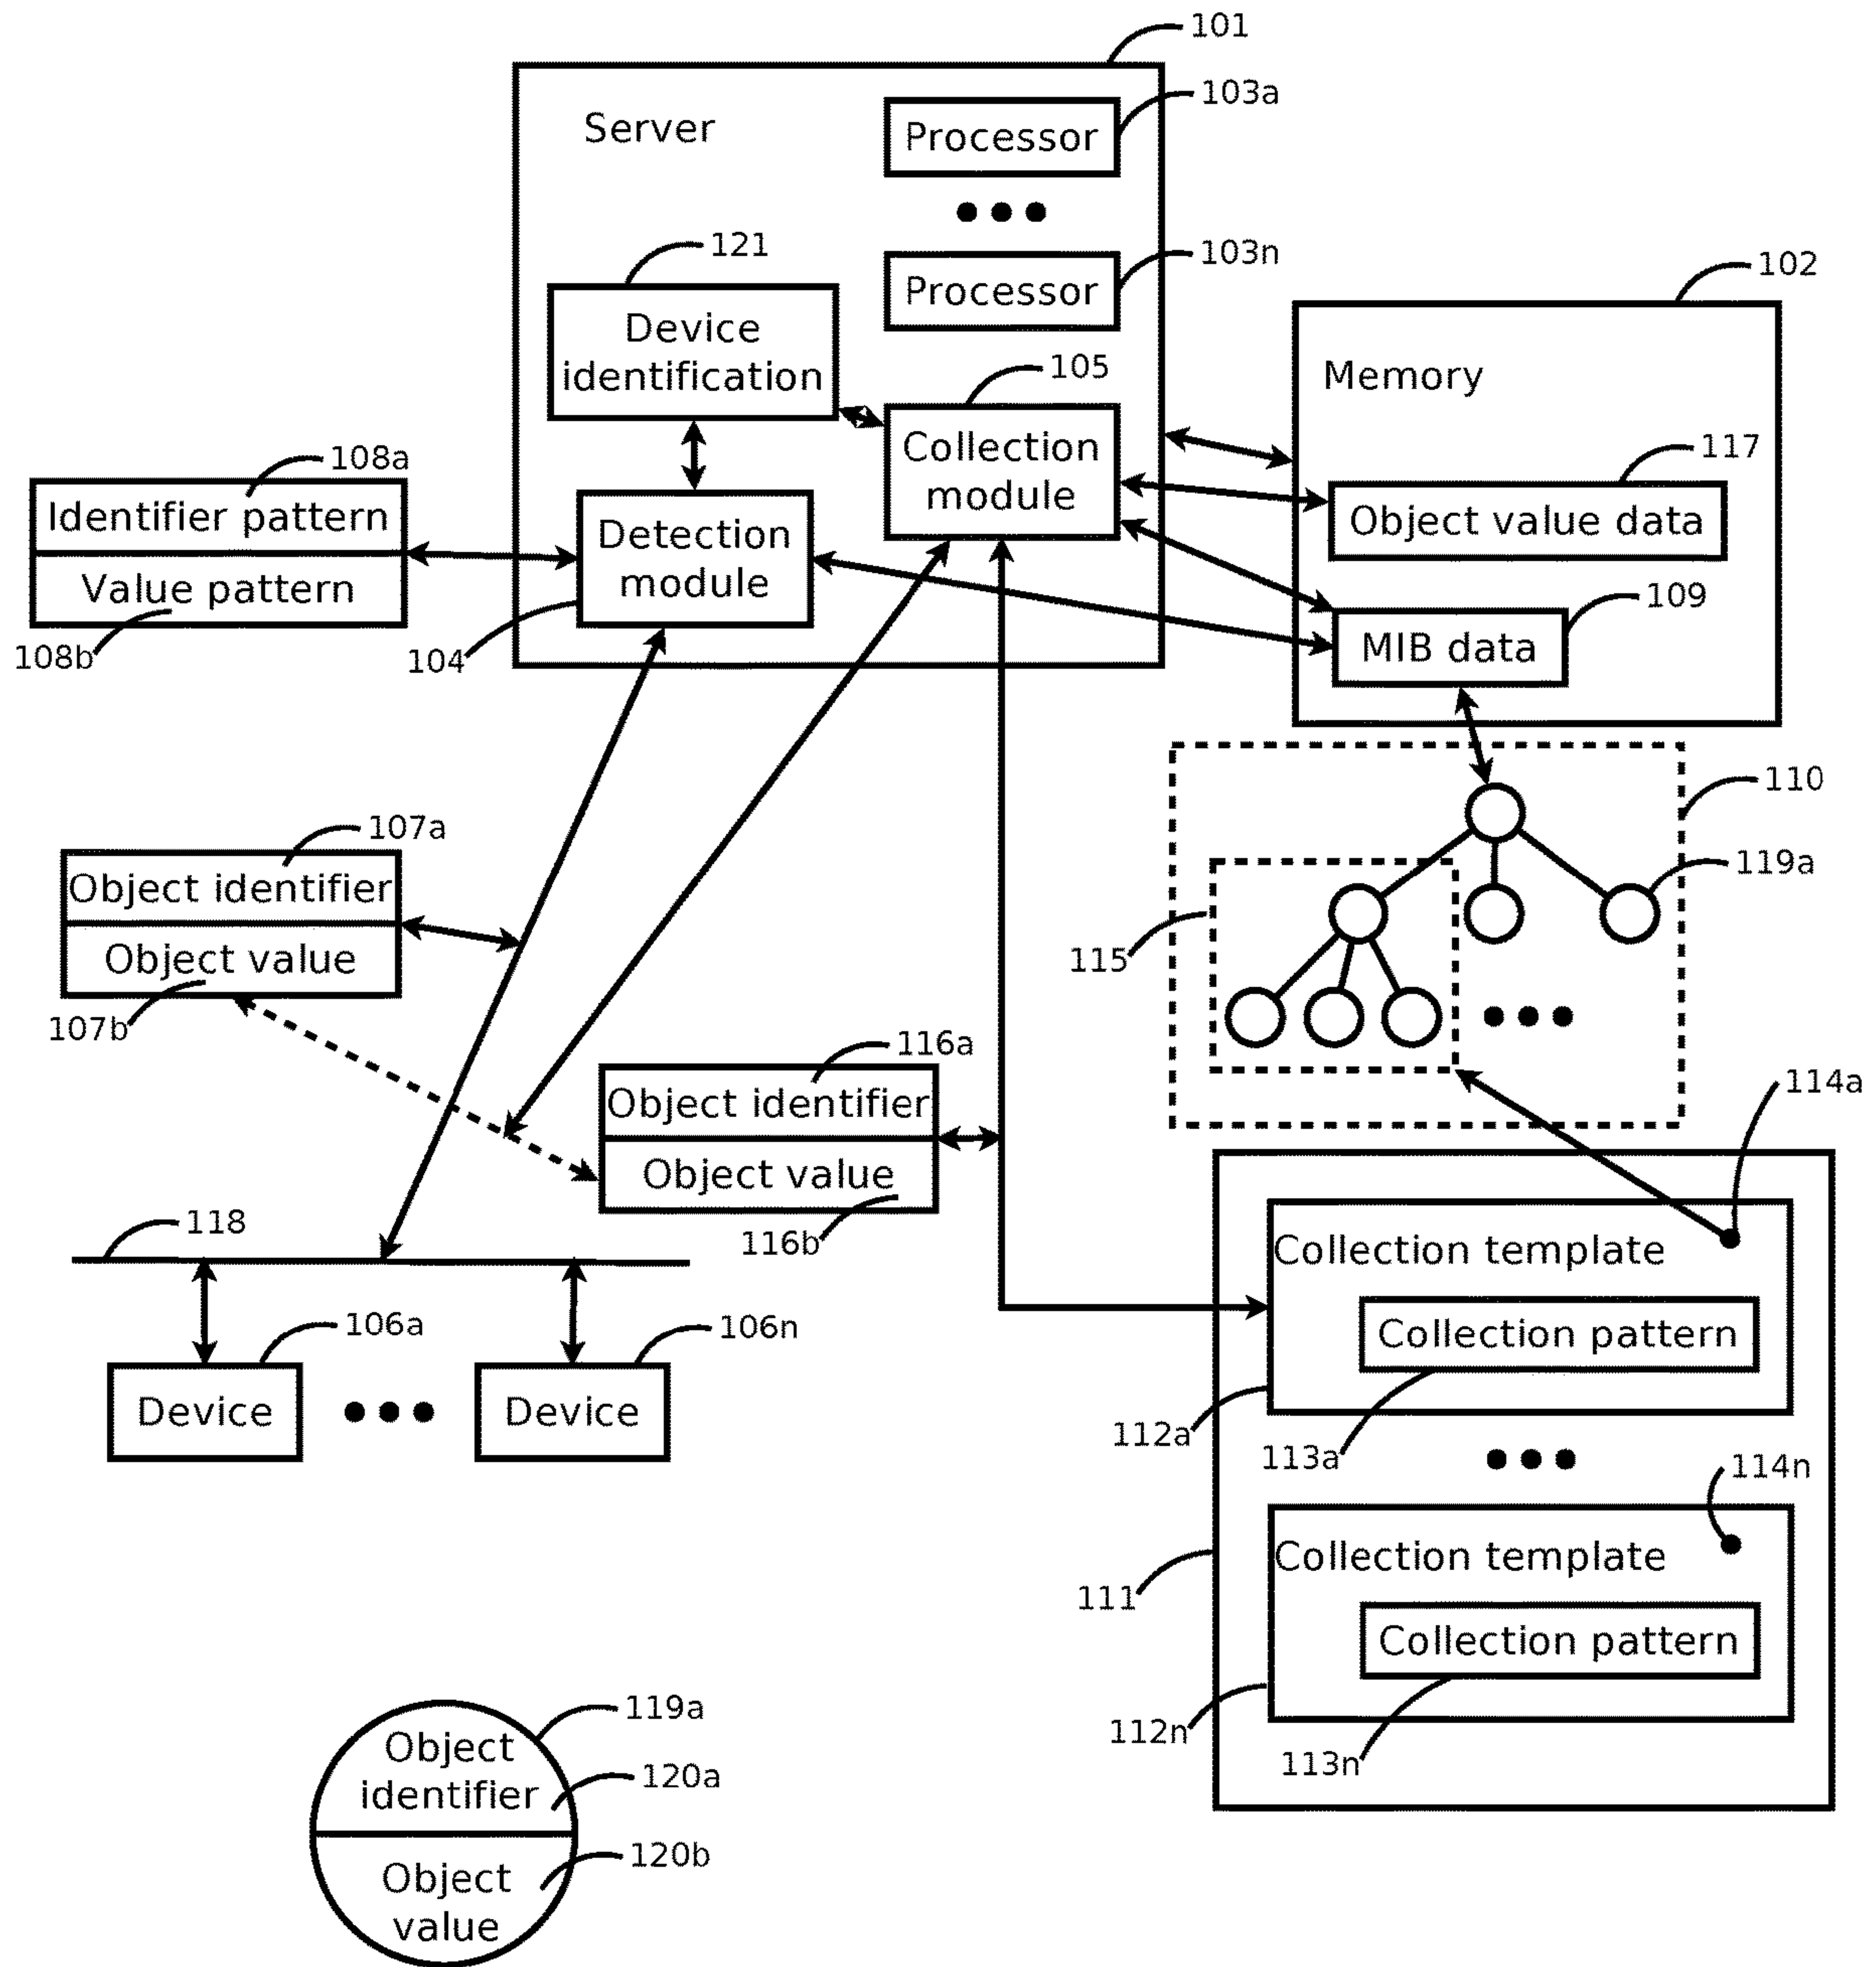 101
Server
103a
Processor
121
103n
Processor
102
Device
identification
105
Memory
108a
Collection
module
117
Identifier pattern
Value pattern
108b
Detection
module
104
Object value data
109
MIB data
110
107a
119a
Object identifier
Object value
107b
115
116a
Object identifier
Object value
116b
114a
118
Collection template
106a
106n
Collection pattern
Device
Device
112a
113a
114n
Collection template
111
Collection pattern
112n
113n
119a
Object
identifier
120a
120b
Object
value